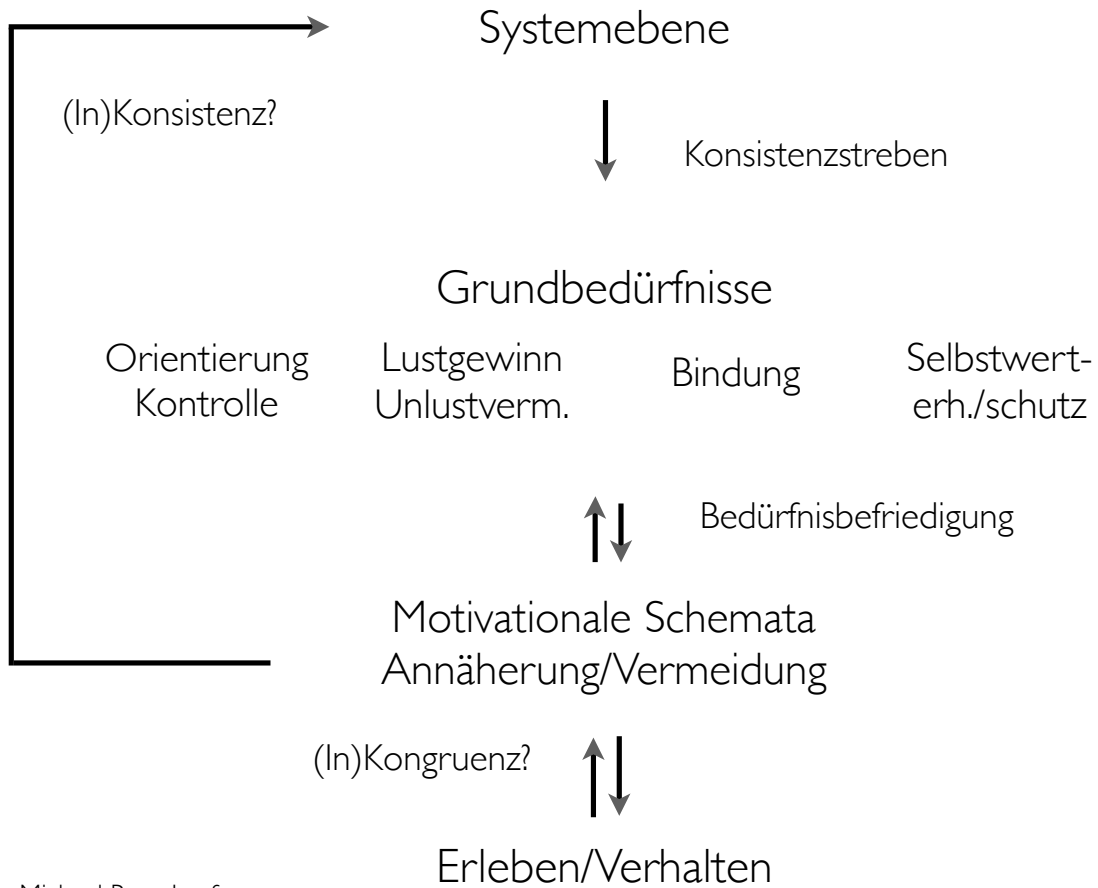 Systemebene
(In)Konsistenz?
Konsistenzstreben
Grundbedürfnisse
Orientierung
Kontrolle
Lustgewinn
Unlustverm.
Bindung
Selbstwert-
erh./schutz
Bedürfnisbefriedigung
Motivationale Schemata
Annäherung/Vermeidung
(In)Kongruenz?
Erleben/Verhalten